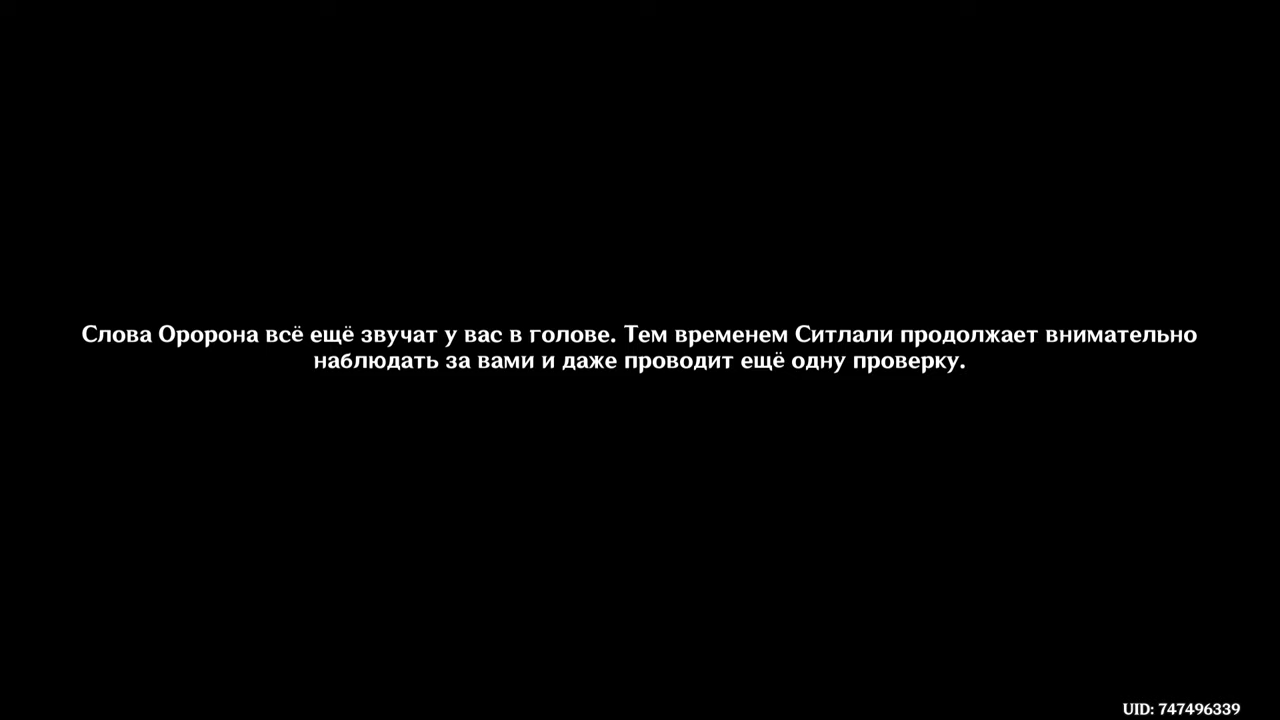 Слова Оророна всё ещё звучат у вас в голове. Тем временем Ситлали продолжает внимательно
наблюдать за вами и даже проводит ещё одну проверку.
UID: 747496339